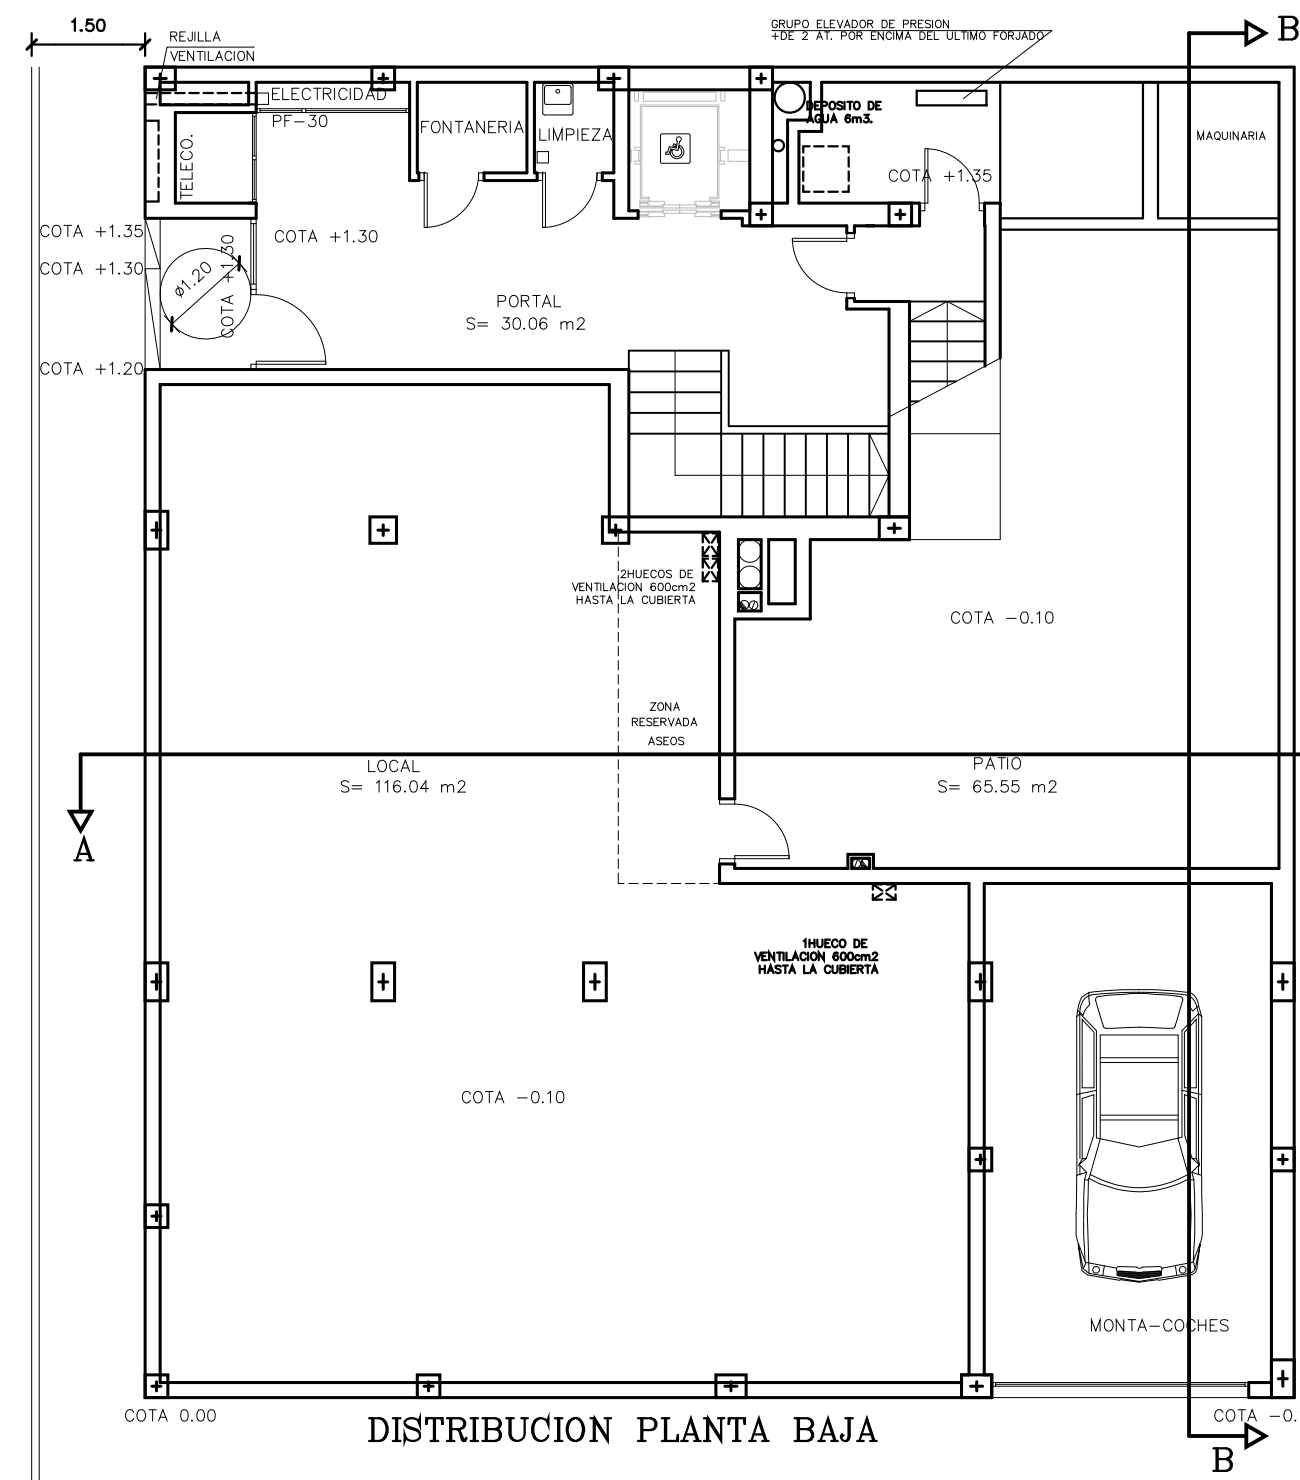 1.50
REJILLA
VENTILACION
GRUPO ELEVADOR DE PRESION
+DE 2 AT. POR ENCIMA DEL ULTIMO FORJADO
B
ELECTRICIDAD
PF-30
TELECO.
FONTANERIA
LIMPIEZA
DEPOSITO DE
AGUA 6m3.
MAQUINARIA
COTA +1.35
COTA +1.35
COTA +1.30
COTA +1.30
COTA +1.30
ø1.20
COTA +1.20
PORTAL
S= 30.06 m2
2HUECOS DE
VENTILACION 600cm2
HASTA LA CUBIERTA
COTA -0.10
ZONA
RESERVADA
ASEOS
LOCAL
S= 116.04 m2
PATIO
S= 65.55 m2
A
1HUECO DE
VENTILACION 600cm2
HASTA LA CUBIERTA
COTA -0.10
MONTA-COCHES
COTA 0.00
DISTRIBUCION PLANTA BAJA
COTA -0.
B